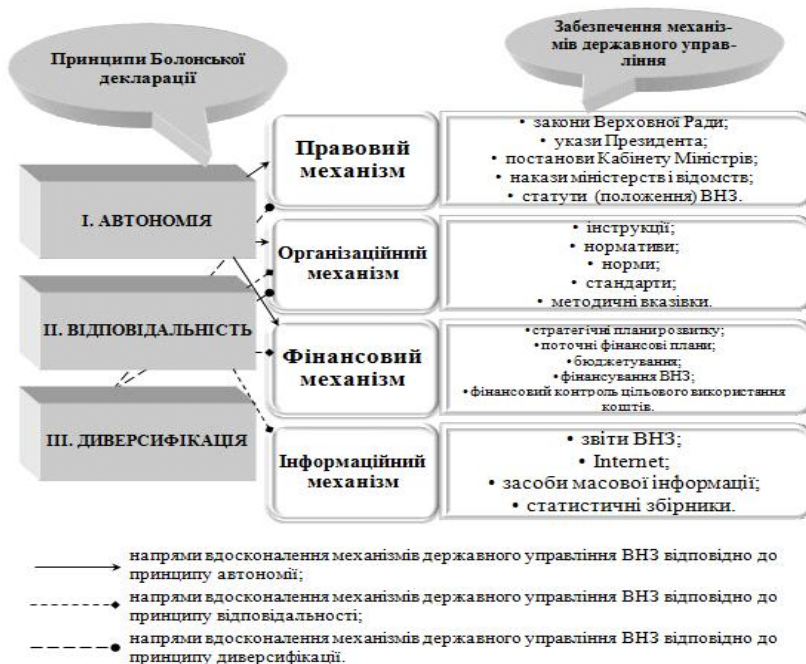 Принципи Болонської
декларації
Забезпечення механіз-
мів державного управ-
ління
I. АВТОНОМІЯ
II. ВІДПОВІДАЛЬНІСТЬ
III. ДИВЕРСИФІКАЦІЯ
Правовий
механізм
• закони Верховної Ради;
• укази Президента;
• постанови Кабінету Міністрів;
• накази міністерств і відомств;
• статути (положення) ВНЗ.
Організаційний
механізм
• інструкції;
• нормативи;
• норми;
• стандарти;
• методичні вказівки.
Фінансовий
механізм
• стратегічні плани розвитку;
• поточні фінансові плани;
• бюджетування;
• фінансування ВНЗ;
• фінансовий контроль цільового використання
коштів.
Інформаційний
механізм
• звіти ВНЗ;
• Internet;
• засоби масової інформації;
• статистичні збірники.
напрями вдосконалення механізмів державного управління ВНЗ відповідно до
принципу автономії;
напрями вдосконалення механізмів державного управління ВНЗ відповідно до
принципу відповідальності;
напрями вдосконалення механізмів державного управління ВНЗ відповідно до
принципу диверсифікації.